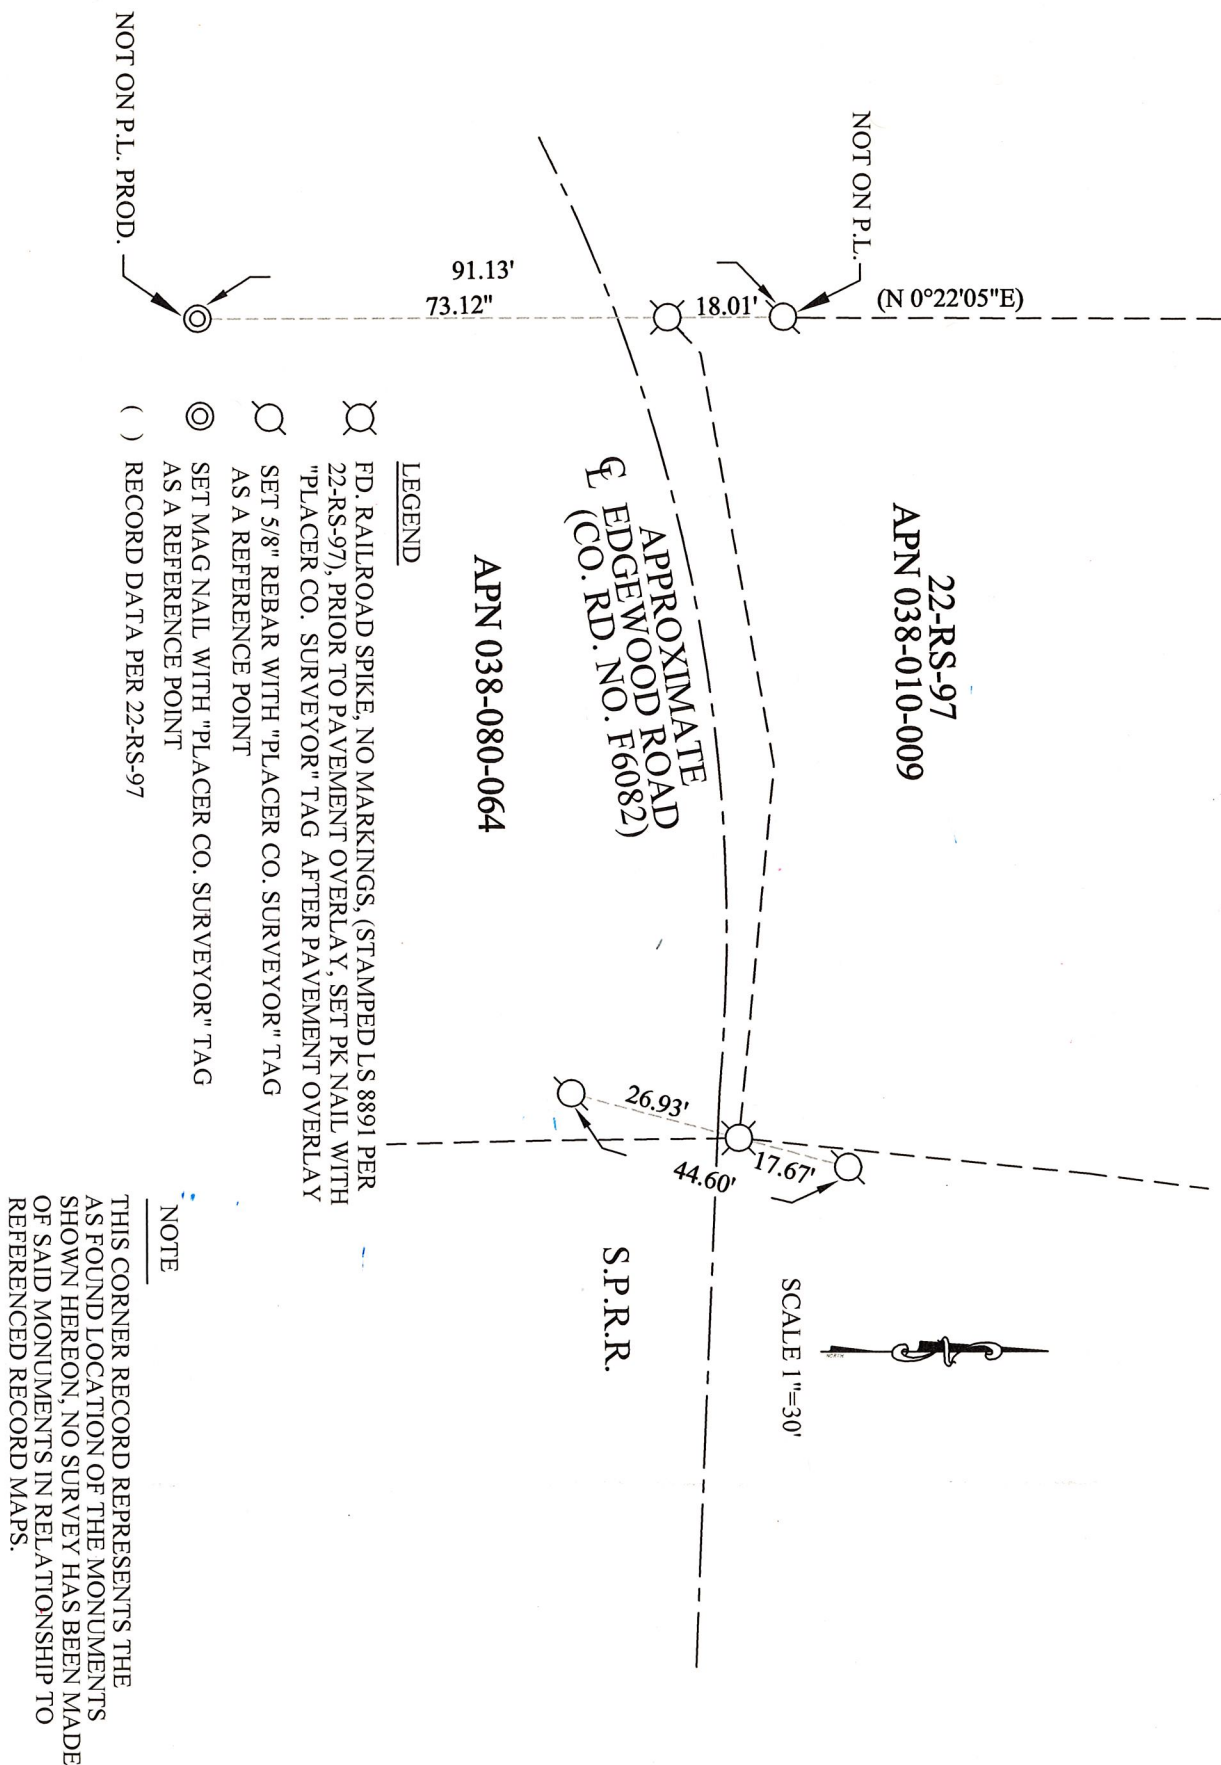 22-RS-97
APN 038-010-009
(N 0°22'05"E)
NOT ON P.L.
18.01'
91.13'
73.12"
NOT ON P.L. PROD.
APPROXIMATE
℄ EDGEWOOD ROAD
(CO. RD. NO. F6082)
APN 038-080-064
26.93'
17.67'
44.60'
SCALE 1"=30'
NORTH
S.P.R.R.
LEGEND
FD. RAILROAD SPIKE, NO MARKINGS, (STAMPED LS 8891 PER
22-RS-97), PRIOR TO PAVEMENT OVERLAY, SET PK NAIL WITH
"PLACER CO. SURVEYOR" TAG AFTER PAVEMENT OVERLAY
SET 5/8" REBAR WITH "PLACER CO. SURVEYOR" TAG
AS A REFERENCE POINT
SET MAG NAIL WITH "PLACER CO. SURVEYOR" TAG
AS A REFERENCE POINT
( ) RECORD DATA PER 22-RS-97
NOTE
THIS CORNER RECORD REPRESENTS THE
AS FOUND LOCATION OF THE MONUMENTS
SHOWN HEREON, NO SURVEY HAS BEEN MADE
OF SAID MONUMENTS IN RELATIONSHIP TO
REFERENCED RECORD MAPS.